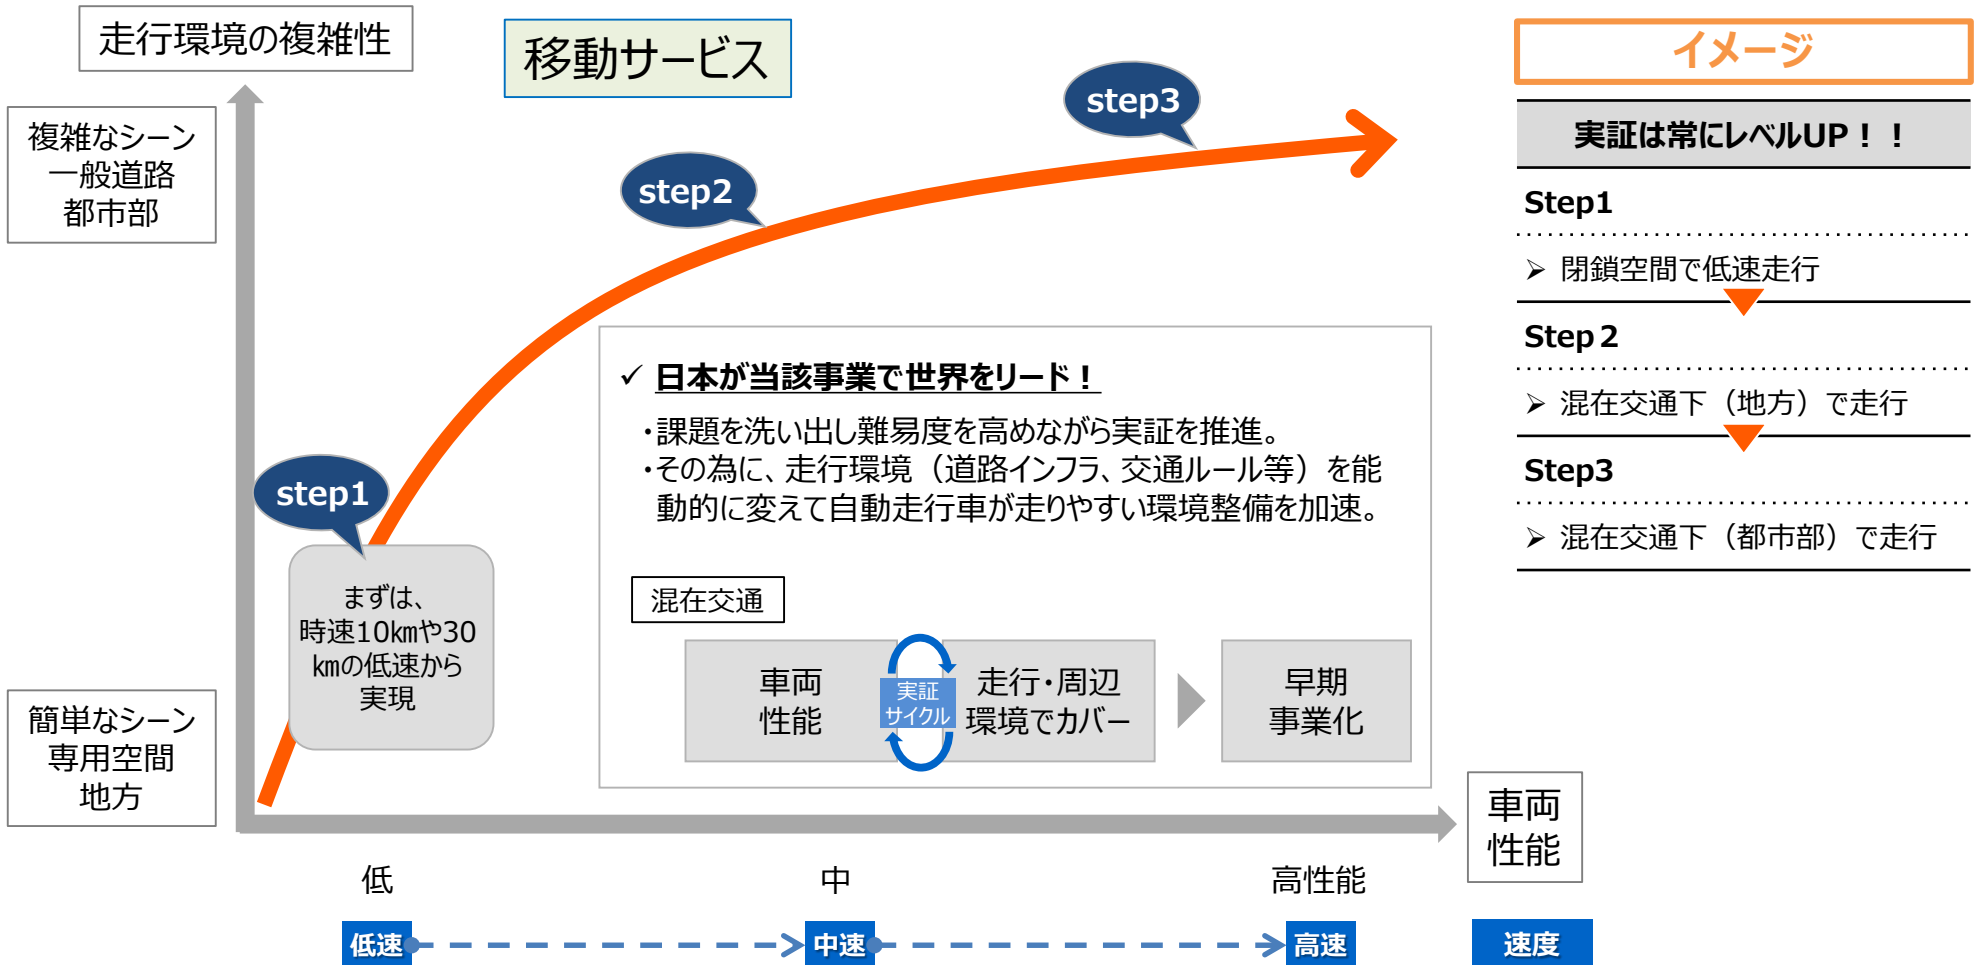 走行環境の複雑性
移動サービス
イメージ
複雑なシーン
一般道路
都市部
step3
step2
step1
実証は常にレベルUP！！
Step1
➢ 閉鎖空間で低速走行
Step２
➢ 混在交通下（地方）で走行
Step3
➢ 混在交通下（都市部）で走行
✓ 日本が当該事業で世界をリード！
・課題を洗い出し難易度を高めながら実証を推進。
・その為に、走行環境（道路インフラ、交通ルール等）を能
動的に変えて自動走行車が走りやすい環境整備を加速。
まずは、
時速10㎞や30
㎞の低速から
実現
混在交通
車両
性能
実証
サイクル
走行・周辺
環境でカバー
早期
事業化
簡単なシーン
専用空間
地方
車両
性能
低
中
高性能
低速
中速
高速
速度